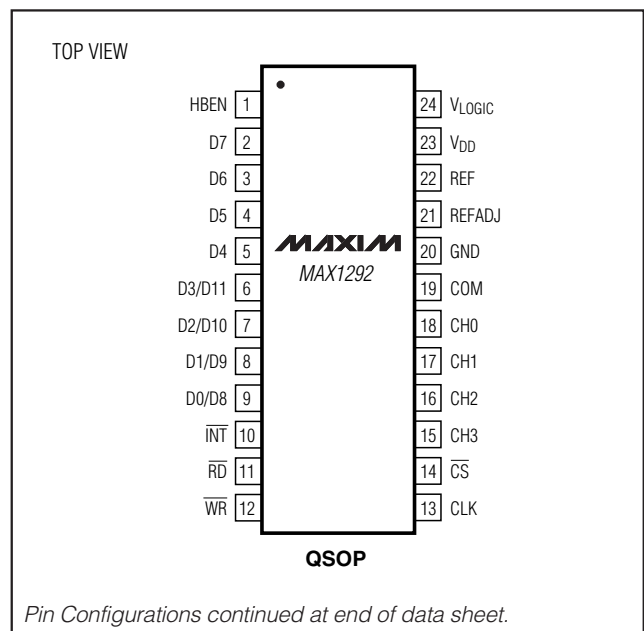 TOP VIEW
HBEN 1
D7 2
D6 3
D5 4
D4 5
D3/D11 6
D2/D10 7
D1/D9 8
D0/D8 9
INT 10
RD 11
WR 12
MAXIM
MAX1292
24 VLOGIC
23 VDD
22 REF
21 REFADJ
20 GND
19 COM
18 CH0
17 CH1
16 CH2
15 CH3
14 CS
13 CLK
QSOP
Pin Configurations continued at end of data sheet.